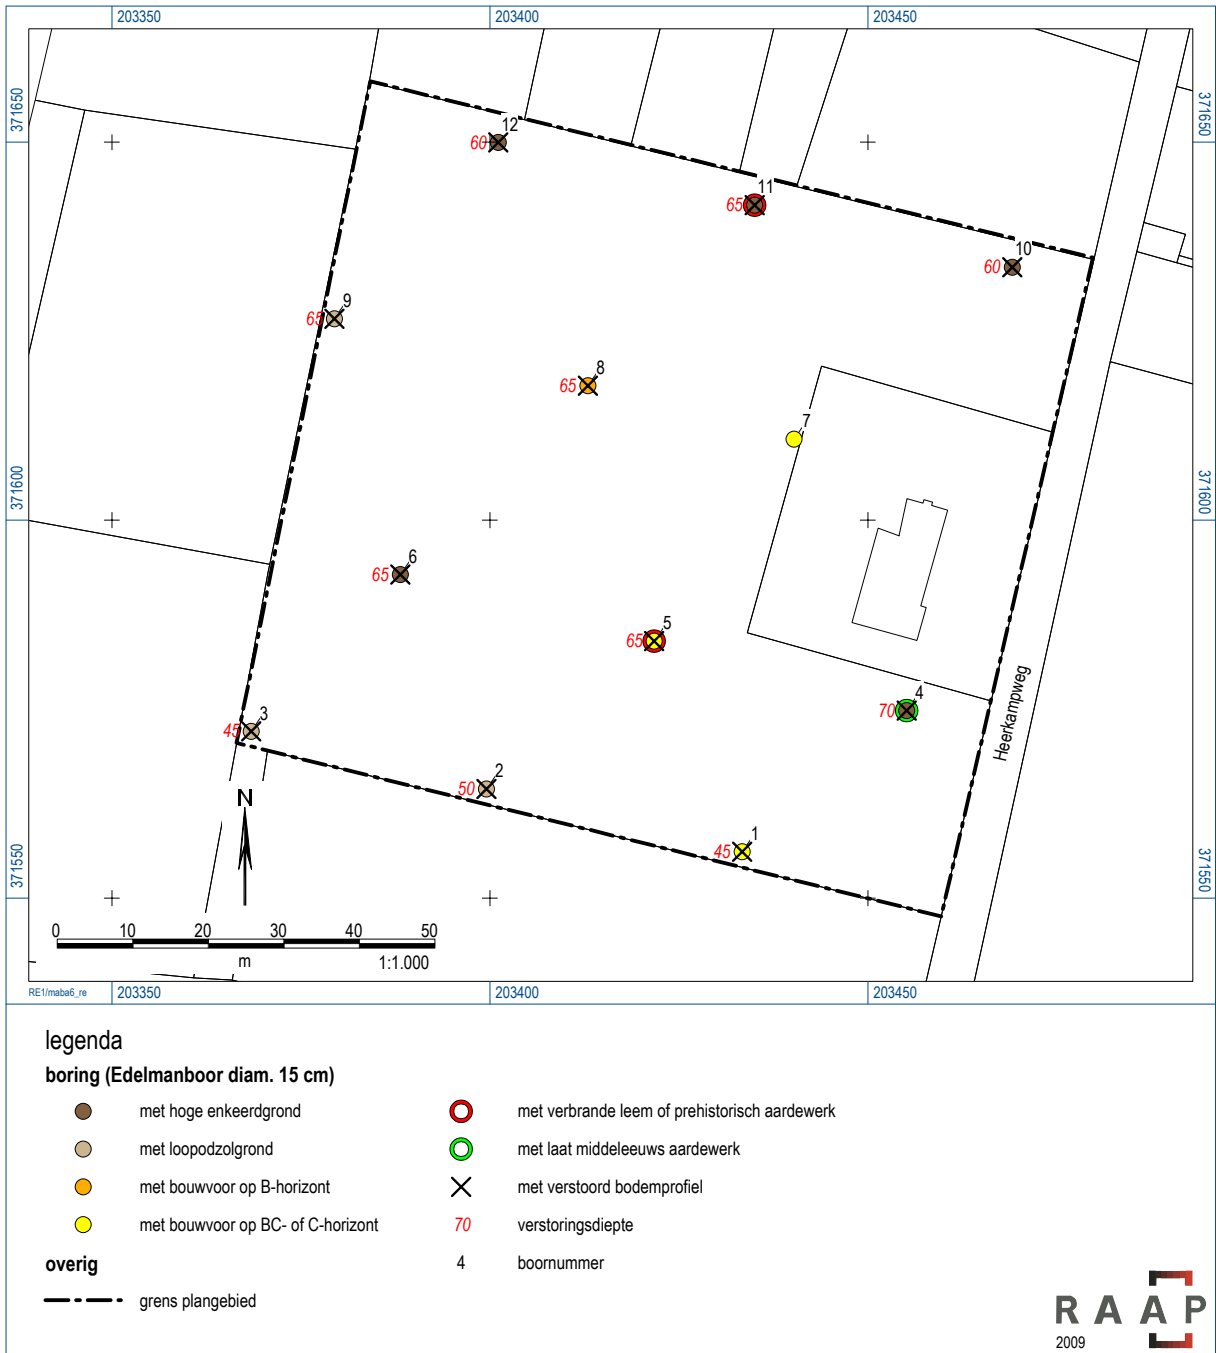 203350
203400
203450
371650
371650
12
60
11
65
10
60
9
65
8
65
7
371600
371600
6
65
5
65
4
70
Heerkampweg
3
45
2
50
N
1
45
371550
371550
0 10 20 30 40 50
m
1:1.000
RE1/maba6_re
203350
203400
203450
legenda
boring (Edelmanboor diam. 15 cm)
met hoge enkeerdgrond
met loopodzolgrond
met bouwvoor op B-horizont
met bouwvoor op BC- of C-horizont
overig
grens plangebied
met verbrande leem of prehistorisch aardewerk
met laat middeleeuws aardewerk
met verstoord bodemprofiel
70 verstoringsdiepte
4 boornummer
RAAP
2009